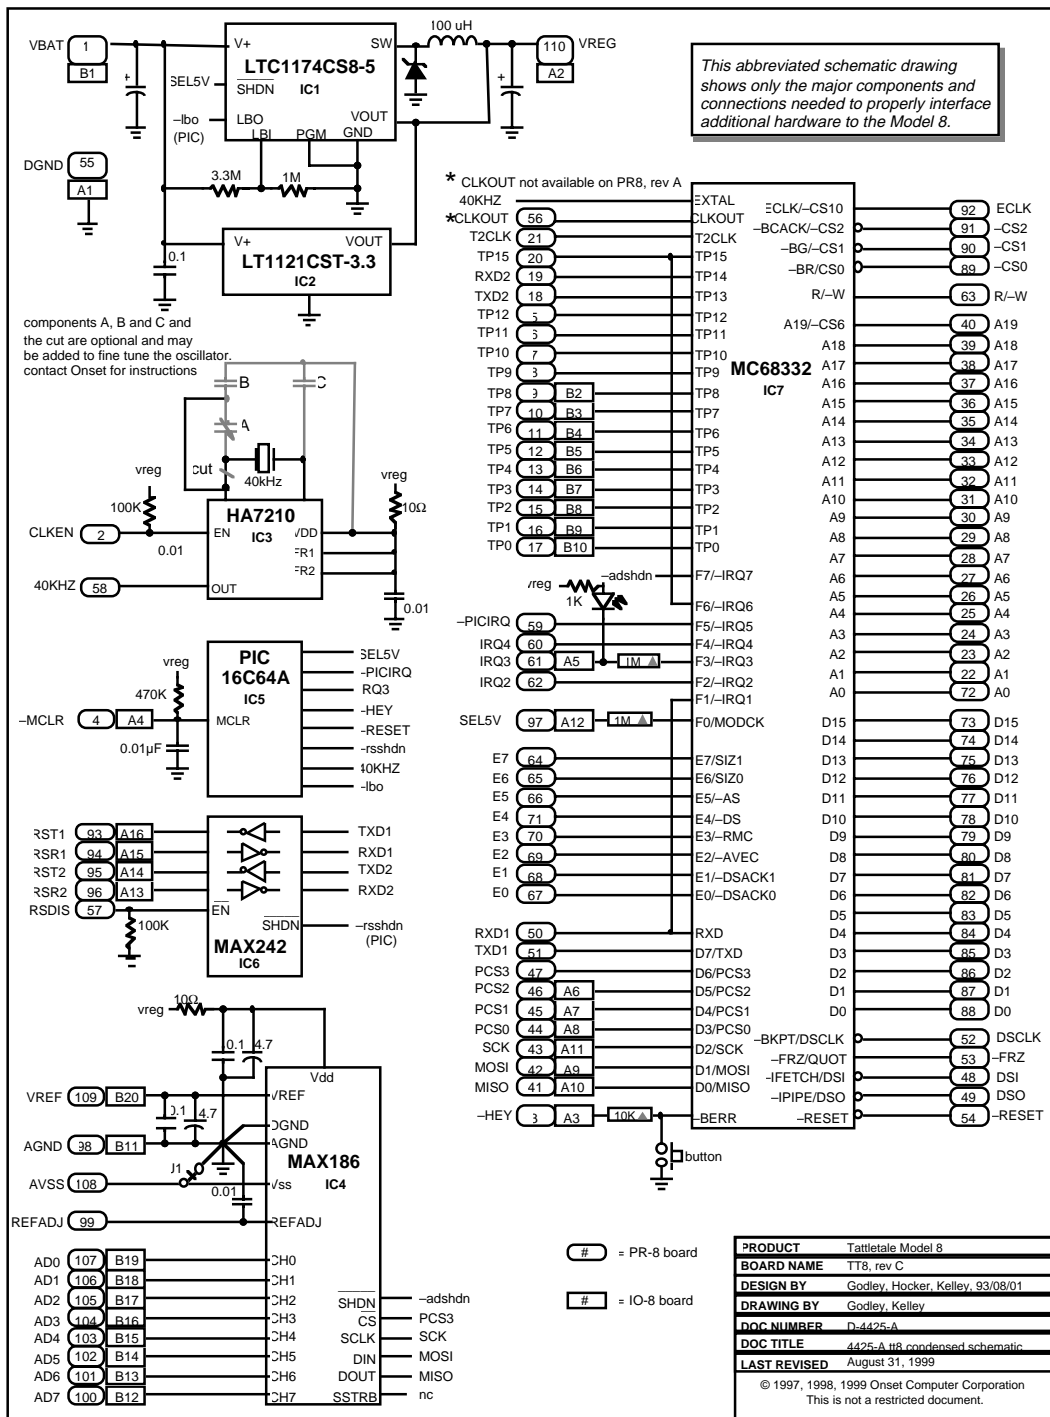 VBAT 1 B1
V+ SW
LTC1174CS8-5
IC1
SEL5V SHDN
–lbo LBO
(PIC)
LBI PGM GND VOUT
100 uH
110 VREG
A2
This abbreviated schematic drawing
shows only the major components and
connections needed to properly interface
additional hardware to the Model 8.
DGND 55
A1
3.3M 1M
V+ VOUT
LT1121CST-3.3
IC2
0.1
components A, B and C and
the cut are optional and may
be added to fine tune the oscillator.
contact Onset for instructions
B C
A
cut
40kHz
vreg
100K
vreg
10Ω
CLKEN 2
0.01
EN HA7210 VDD
IC3
FR1
FR2
OUT
40KHZ 58
0.01
PIC
16C64A
IC5
vreg
470K
–MCLR 4 A4 MCLR
0.01µF
SEL5V
–PICIRQ
RQ3
–HEY
–RESET
–rsshdn
40KHZ
–lbo
RST1 93 A16 TXD1
RSR1 94 A15 RXD1
RST2 95 A14 TXD2
RSR2 96 A13 RXD2
RSDIS 57 EN
100K
SHDN –rsshdn
(PIC)
MAX242
IC6
vreg 10Ω
0.1 4.7
Vdd
VREF 109 B20 VREF
0.1 4.7
DGND
AGND 98 B11 AGND
MAX186
IC4
J1
AVSS 108 Vss
0.01
REFADJ 99 REFADJ
AD0 107 B19 CH0
AD1 106 B18 CH1
AD2 105 B17 CH2
AD3 104 B16 CH3
AD4 103 B15 CH4
AD5 102 B14 CH5
AD6 101 B13 CH6
AD7 100 B12 CH7
SHDN –adshdn
CS PCS3
SCLK SCK
DIN MOSI
DOUT MISO
SSTRB nc
* CLKOUT not available on PR8, rev A
40KHZ EXTAL
*CLKOUT 56 CLKOUT
T2CLK 21 T2CLK
TP15 20 TP15
RXD2 19 TP14
TXD2 18 TP13
TP12 5 TP12
TP11 6 TP11
TP10 7 TP10
TP9 8 TP9
TP8 9 B2 TP8
TP7 10 B3 TP7
TP6 11 B4 TP6
TP5 12 B5 TP5
TP4 13 B6 TP4
TP3 14 B7 TP3
TP2 15 B8 TP2
TP1 16 B9 TP1
TP0 17 B10 TP0
–adshdn F7/–IRQ7
vreg
1K
F6/–IRQ6
–PICIRQ 59 F5/–IRQ5
IRQ4 60 F4/–IRQ4
IRQ3 61 A5 1M F3/–IRQ3
IRQ2 62 F2/–IRQ2
F1/–IRQ1
SEL5V 97 A12 1M F0/MODCK
E7 64 E7/SIZ1
E6 65 E6/SIZ0
E5 66 E5/–AS
E4 71 E4/–DS
E3 70 E3/–RMC
E2 69 E2/–AVEC
E1 68 E1/–DSACK1
E0 67 E0/–DSACK0
RXD1 50 RXD
TXD1 51 D7/TXD
PCS3 47 D6/PCS3
PCS2 46 A6 D5/PCS2
PCS1 45 A7 D4/PCS1
PCS0 44 A8 D3/PCS0
SCK 43 A11 D2/SCK
MOSI 42 A9 D1/MOSI
MISO 41 A10 D0/MISO
–HEY 3 A3 10K –BERR
button
MC68332
IC7
ECLK/–CS10 92 ECLK
–BCACK/–CS2 91 –CS2
–BG/–CS1 90 –CS1
–BR/CS0 89 –CS0
R/–W 63 R/–W
A19/–CS6 40 A19
A18 39 A18
A17 38 A17
A16 37 A16
A15 36 A15
A14 35 A14
A13 34 A13
A12 33 A12
A11 32 A11
A10 31 A10
A9 30 A9
A8 29 A8
A7 28 A7
A6 27 A6
A5 26 A5
A4 25 A4
A3 24 A3
A2 23 A2
A1 22 A1
A0 72 A0
D15 73 D15
D14 74 D14
D13 75 D13
D12 76 D12
D11 77 D11
D10 78 D10
D9 79 D9
D8 80 D8
D7 81 D7
D6 82 D6
D5 83 D5
D4 84 D4
D3 85 D3
D2 86 D2
D1 87 D1
D0 88 D0
–BKPT/DSCLK 52 DSCLK
–FRZ/QUOT 53 –FRZ
–IFETCH/DSI 48 DSI
–IPIPE/DSO 49 DSO
–RESET 54 –RESET
# = PR-8 board
# = IO-8 board
PRODUCT Tattletale Model 8
BOARD NAME TT8, rev C
DESIGN BY Godley, Hocker, Kelley, 93/08/01
DRAWING BY Godley, Kelley
DOC NUMBER D-4425-A
DOC TITLE 4425-A tt8 condensed schematic
LAST REVISED August 31, 1999
© 1997, 1998, 1999 Onset Computer Corporation
This is not a restricted document.